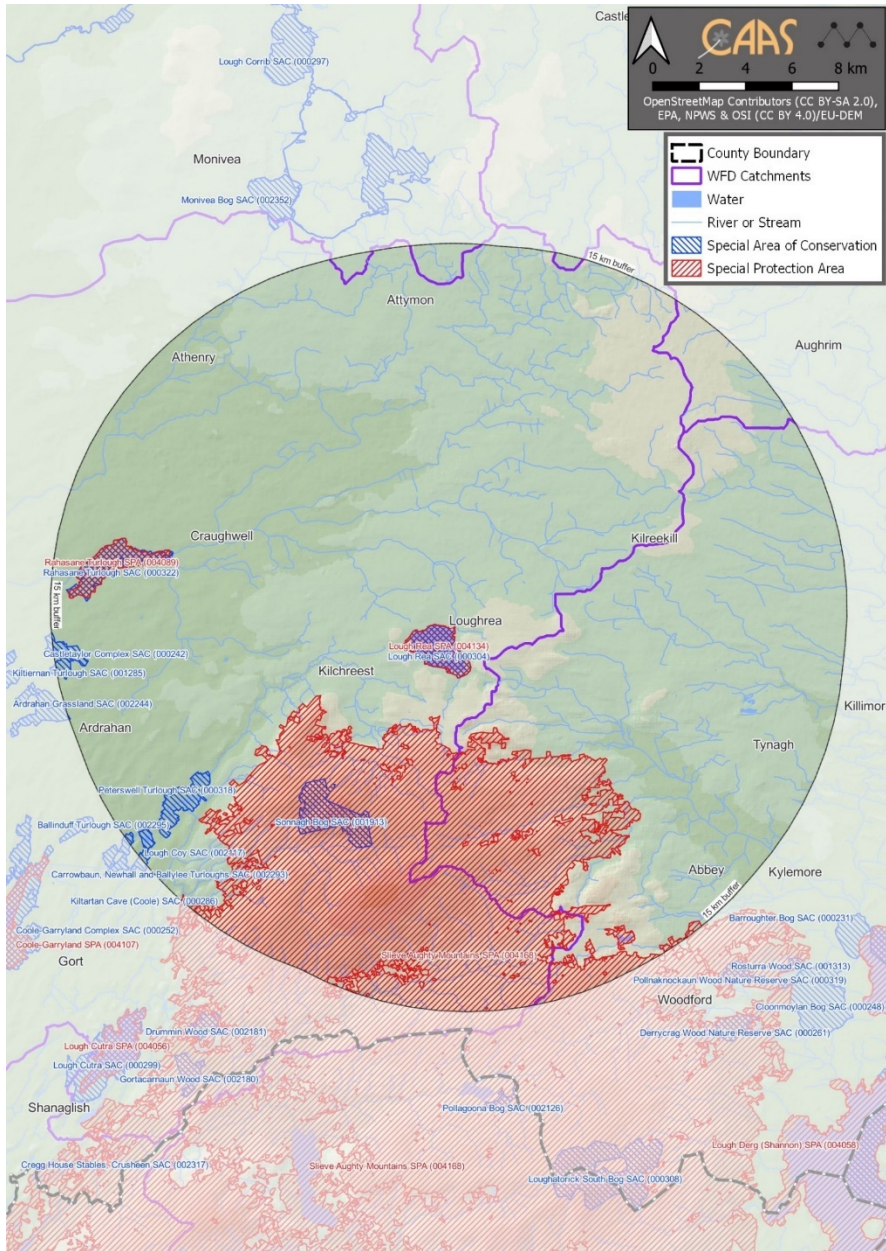 Castle
CAAS
0 2 4 6 8 km
OpenStreetMap Contributors (CC BY-SA 2.0),
EPA, NPWS & OSI (CC BY 4.0)/EU-DEM
County Boundary
WFD Catchments
Water
River or Stream
Special Area of Conservation
Special Protection Area
Lough Corrib SAC (000297)
Monivea
Monivea Bog SAC (002352)
15 km buffer
Attymon
Aughrim
Athenry
Craughwell
Kilreekill
Rahasane Turlough SPA (004089)
Rahasane Turlough SAC (000322)
15 km buffer
Loughrea
Lough Rea SPA (004134)
Lough Rea SAC (000304)
Castletaylor Complex SAC (000242)
Kiltiernan Turlough SAC (001285)
Kilchreest
Ardrahan Grassland SAC (002244)
Killimor
Ardrahan
Tynagh
Peterswell Turlough SAC (000318)
Sonnagh Bog SAC (001913)
Ballinduff Turlough SAC (002295)
Lough Coy SAC (002117)
Carrowbaun, Newhall and Ballylee Turloughs SAC (002293)
Abbey
Kylemore
Kiltartan Cave (Coole) SAC (000286)
15 km buffer
Barroughter Bog SAC (000231)
Coole-Garryland Complex SAC (000252)
Coole-Garryland SPA (004107)
Gort
Slieve Aughty Mountains SPA (004168)
Rosturra Wood SAC (001313)
Pollnaknockaun Wood Nature Reserve SAC (000319)
Woodford
Cloonmoylan Bog SAC (000248)
Drummin Wood SAC (002181)
Derrycrag Wood Nature Reserve SAC (000261)
Lough Cutra SPA (004056)
Lough Cutra SAC (000299)
Gortacarnaun Wood SAC (002180)
Shanaglish
Pollagoona Bog SAC (002126)
Lough Derg (Shannon) SPA (004058)
Cregg House Stables, Crusheen SAC (002317)
Slieve Aughty Mountains SPA (004168)
Loughatorick South Bog SAC (000308)